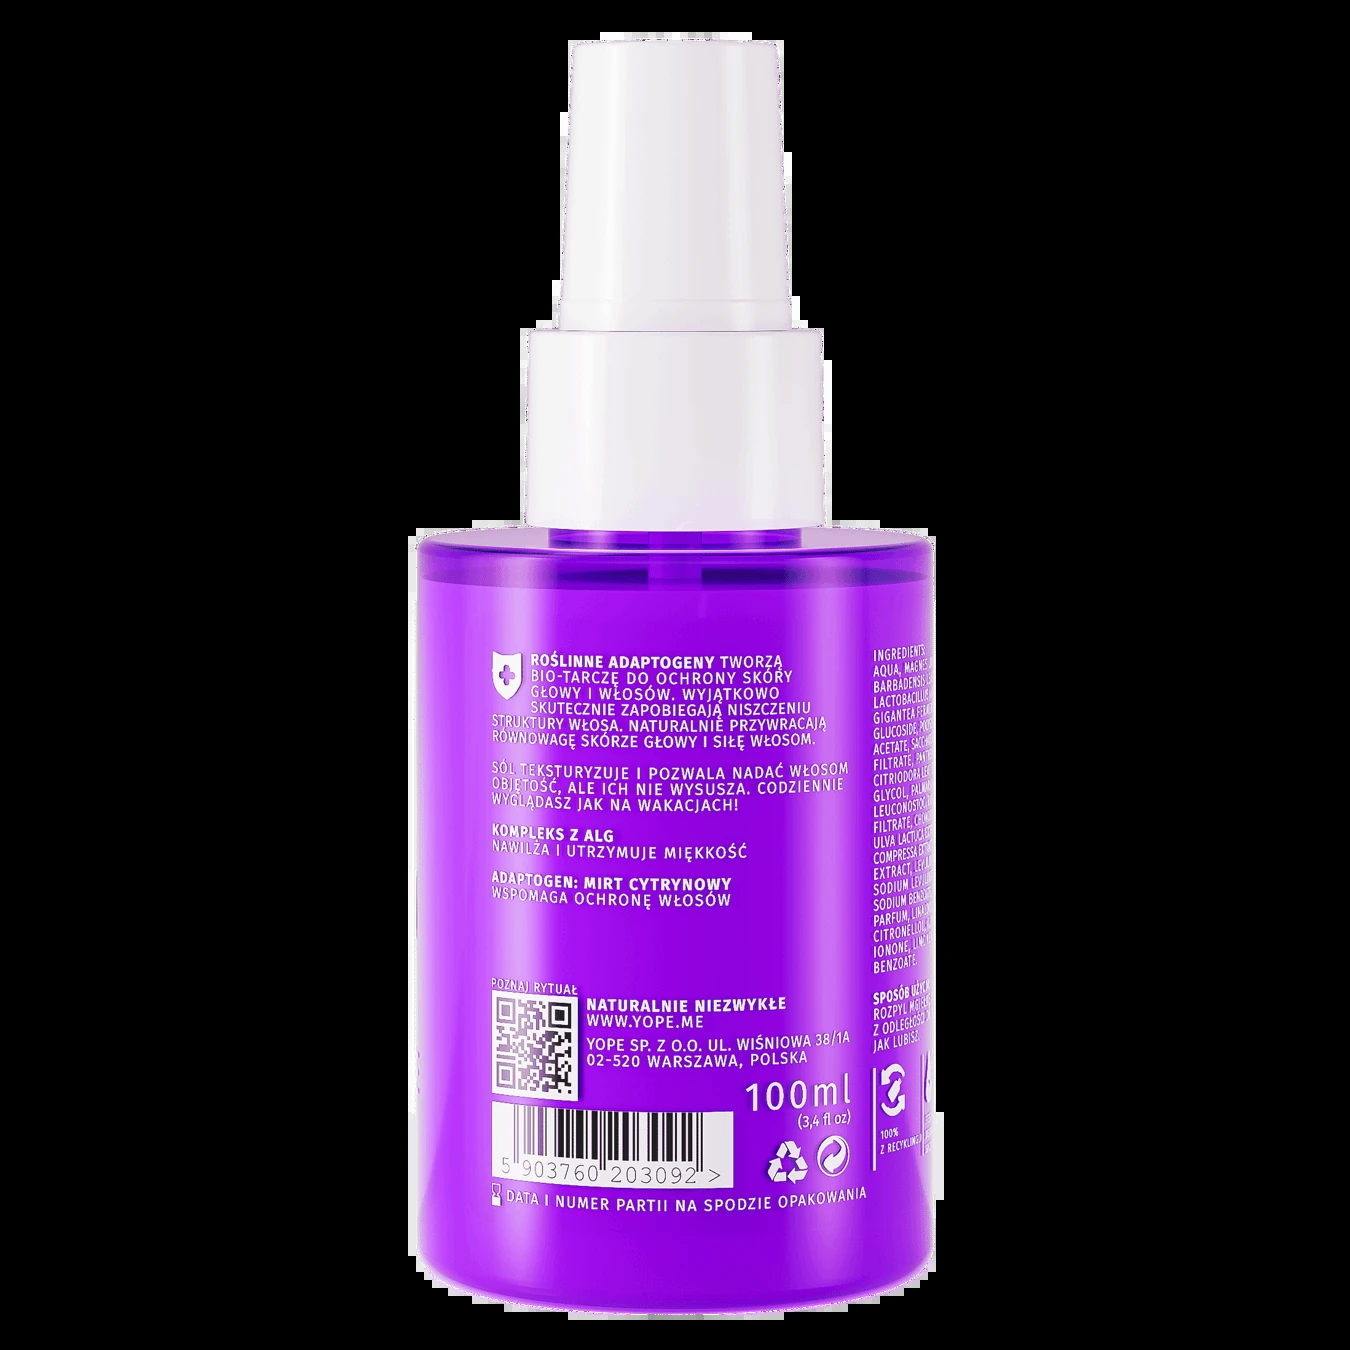 ROŚLINNE ADAPTOGENY TWORZĄ
BIO-TARCZĘ DO OCHRONY SKÓRY
GŁOWY I WŁOSÓW. WYJĄTKOWO
SKUTECZNIE ZAPOBIEGAJĄ NISZCZENIU
STRUKTURY WŁOSA. NATURALNIE PRZYWRACAJĄ
RÓWNOWAGĘ SKÓRZE GŁOWY I SIŁĘ WŁOSOM.
SÓL TEKSTURYZUJE I POZWALA NADAĆ WŁOSOM
OBJĘTOŚĆ, ALE ICH NIE WYSUSZA. CODZIENNIE
WYGLĄDASZ JAK NA WAKACJACH!
KOMPLEKS Z ALG
NAWILŻA I UTRZYMUJE MIĘKKOŚĆ
ADAPTOGEN: MIRT CYTRYNOWY
WSPOMAGA OCHRONĘ WŁOSÓW
POZNAJ RYTUAŁ
NATURALNIE NIEZWYKŁE
WWW.YOPE.ME
YOPE SP. Z O.O. UL. WIŚNIOWA 38/1A
02-520 WARSZAWA, POLSKA
100ml
(3,4 fl oz)
5 903760 203092 >
DATA I NUMER PARTII NA SPODZIE OPAKOWANIA
INGREDIENTS:
AQUA,
BARBADENSIS
LACTOBACILLUS
GIGANTEA
GLUCOSIDE,
ACETATE,
FILTRATE,
CITRIODORA
GLYCOL,
FILTRATE,
ULVA LACTUCA
COMPRESSA
EXTRACT,
SODIUM
SODIUM
PARFUM,
IONONE,
BENZOATE.
SPOSÓB
ROZPYL
Z
JAK LUBISZ.
100%
Z